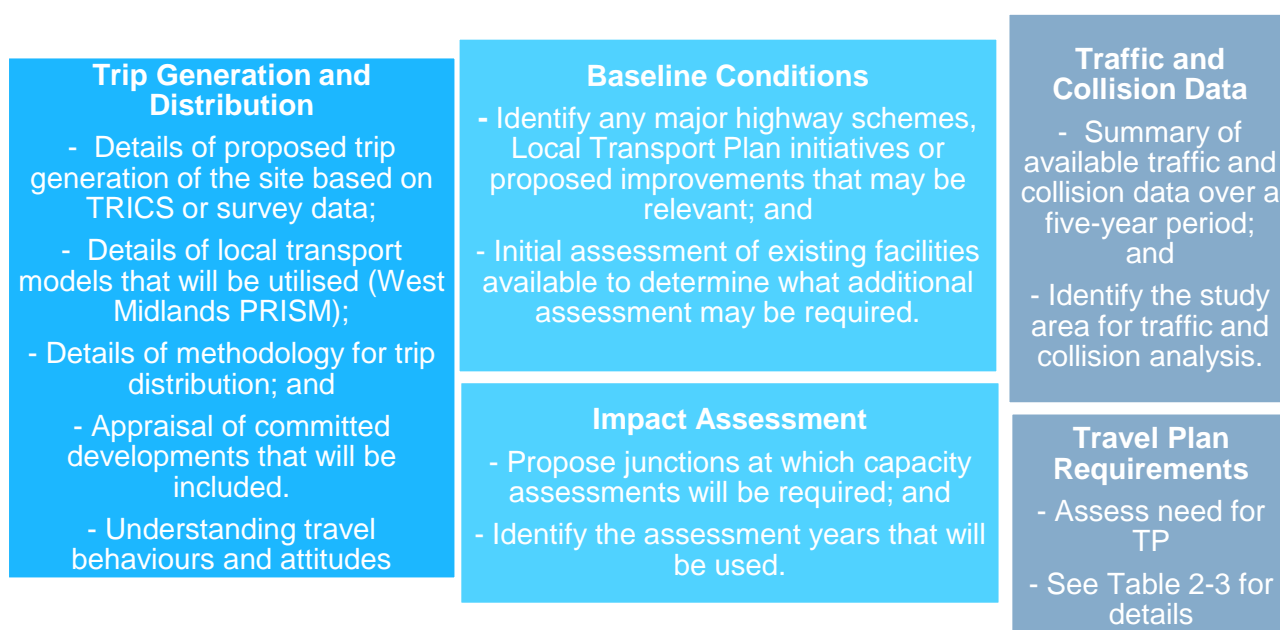 Trip Generation and
Distribution
- Details of proposed trip
generation of the site based on
TRICS or survey data;
- Details of local transport
models that will be utilised (West
Midlands PRISM);
- Details of methodology for trip
distribution; and
- Appraisal of committed
developments that will be
included.
- Understanding travel
behaviours and attitudes
Baseline Conditions
- Identify any major highway schemes,
Local Transport Plan initiatives or
proposed improvements that may be
relevant; and
- Initial assessment of existing facilities
available to determine what additional
assessment may be required.
Impact Assessment
- Propose junctions at which capacity
assessments will be required; and
- Identify the assessment years that will
be used.
Traffic and
Collision Data
- Summary of
available traffic and
collision data over a
five-year period;
and
- Identify the study
area for traffic and
collision analysis.
Travel Plan
Requirements
- Assess need for
TP
- See Table 2-3 for
details